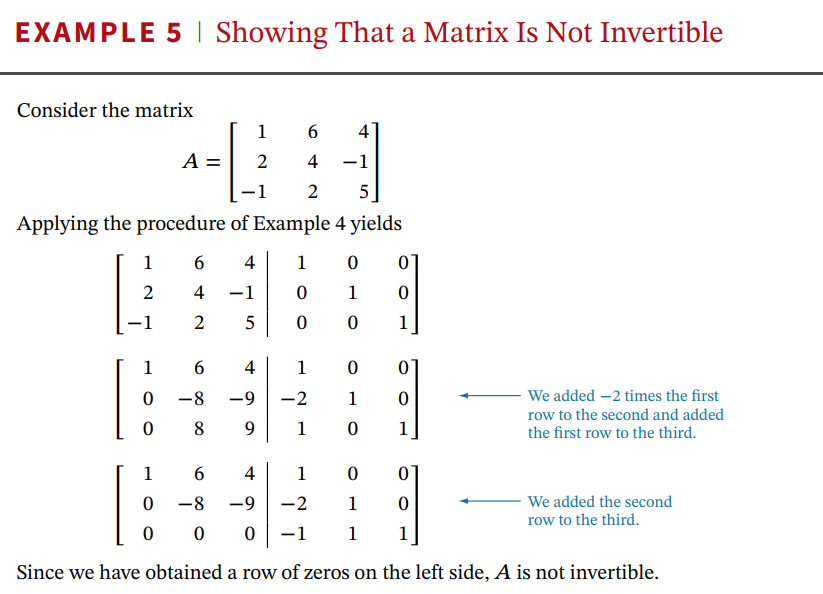 EXAMPLE 5 | Showing That a Matrix Is Not Invertible
Consider the matrix
1 6 4
A = 2 4 −1
−1 2 5
Applying the procedure of Example 4 yields
1 6 4 1 0 0
2 4 −1 0 1 0
−1 2 5 0 0 1
1 6 4 1 0 0
0 −8 −9 −2 1 0
0 8 9 1 0 1
We added −2 times the first
row to the second and added
the first row to the third.
1 6 4 1 0 0
0 −8 −9 −2 1 0
0 0 0 −1 1 1
We added the second
row to the third.
Since we have obtained a row of zeros on the left side, A is not invertible.